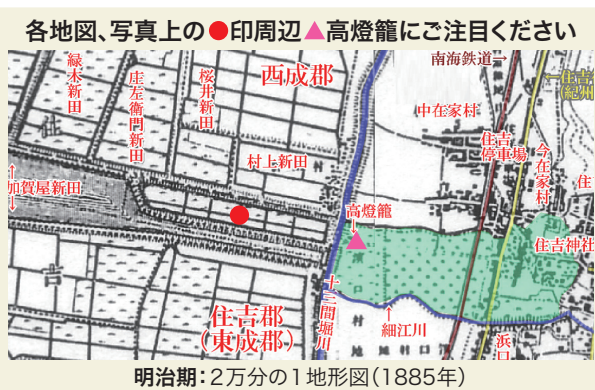 各地図、写真上の●印周辺▲高燈籠にご注目ください
緑木新田
庄左衛門新田
桜井新田
西成郡
村上新田
加賀屋新田
南海鉄道→
←住吉
(紀州
中在家村
住吉
停車場
今在家村
住
高燈籠
住吉神社
住吉郡
(東成郡)
十三間堀川
細江川
浜口
明治期:2万分の1地形図(1885年)